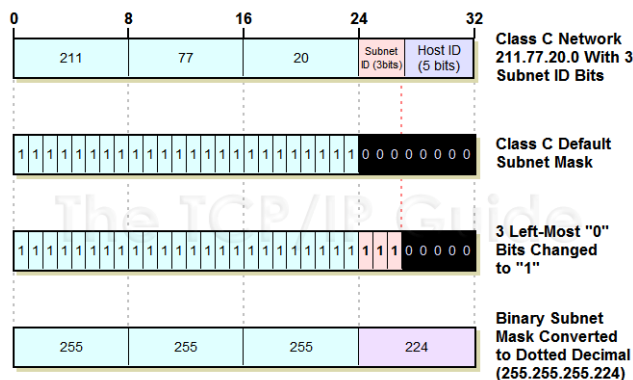 0 8 16 24 32
211 77 20 Subnet ID (3bits) Host ID (5 bits)
Class C Network
211.77.20.0 With 3
Subnet ID Bits
1 1 1 1 1 1 1 1 1 1 1 1 1 1 1 1 1 1 1 1 1 1 1 1 0 0 0 0 0 0 0 0
Class C Default
Subnet Mask
The TCP/IP Guide
1 1 1 1 1 1 1 1 1 1 1 1 1 1 1 1 1 1 1 1 1 1 1 1 1 1 1 0 0 0 0 0
3 Left-Most "0"
Bits Changed
to "1"
255 255 255 224
Binary Subnet
Mask Converted
to Dotted Decimal
(255.255.255.224)